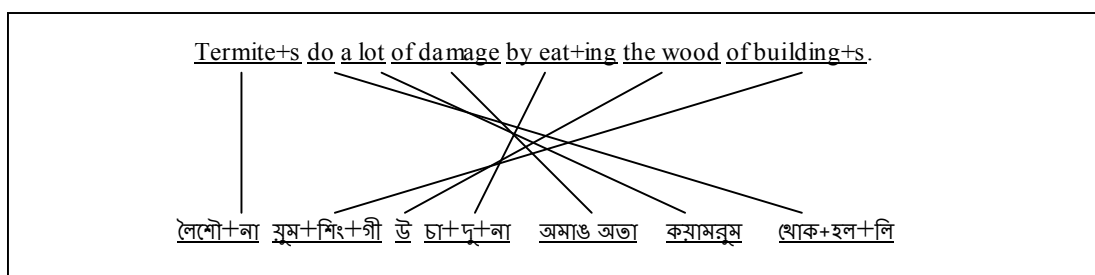 Termite+s do a lot of damage by eat+ing the wood of building+s.
লৈশৌ+না য়ুম+শিং+গী উ চা+দু+না অমাঙ অতা কয়ামরুম থোক+হল+লি